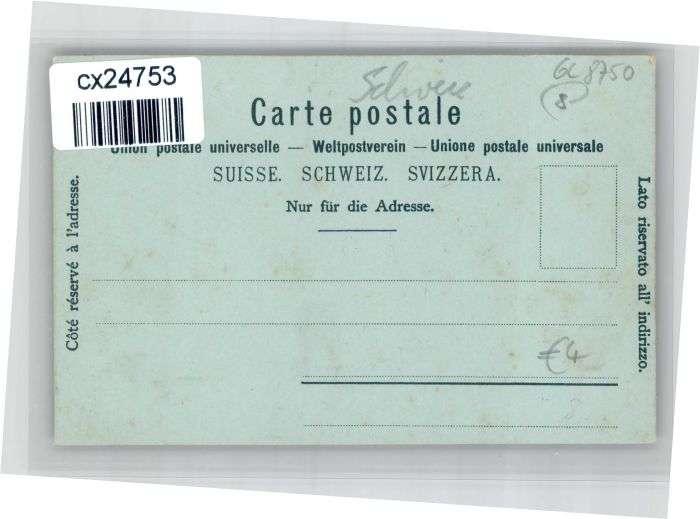 cx24753
GL 8750
8
Carte postale
Union postale universelle — Weltpostverein — Unione postale universale
SUISSE. SCHWEIZ. SVIZZERA.
Nur für die Adresse.
Côté réservé à l'adresse.
Lato riservato all' indirizzo.
€4
8